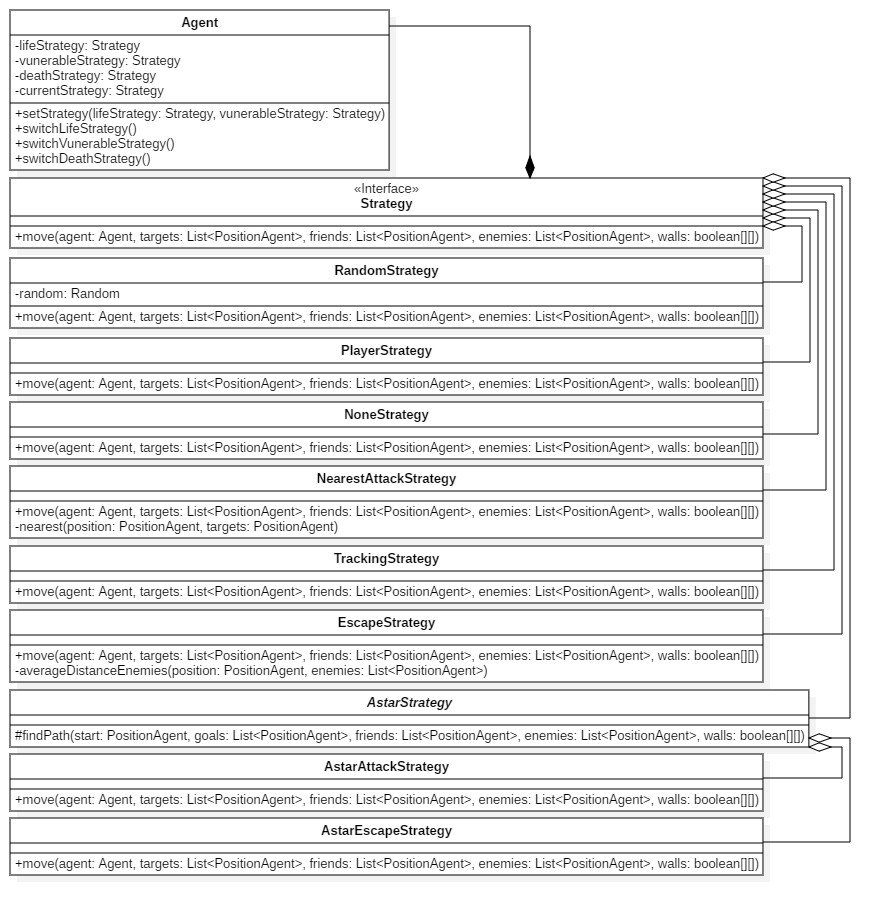 Agent
-lifeStrategy: Strategy
-vunerableStrategy: Strategy
-deathStrategy: Strategy
-currentStrategy: Strategy
+setStrategy(lifeStrategy: Strategy, vunerableStrategy: Strategy)
+switchLifeStrategy()
+switchVunerableStrategy()
+switchDeathStrategy()
«Interface»
Strategy
+move(agent: Agent, targets: List<PositionAgent>, friends: List<PositionAgent>, enemies: List<PositionAgent>, walls: boolean[][])
RandomStrategy
-random: Random
+move(agent: Agent, targets: List<PositionAgent>, friends: List<PositionAgent>, enemies: List<PositionAgent>, walls: boolean[][])
PlayerStrategy
+move(agent: Agent, targets: List<PositionAgent>, friends: List<PositionAgent>, enemies: List<PositionAgent>, walls: boolean[][])
NoneStrategy
+move(agent: Agent, targets: List<PositionAgent>, friends: List<PositionAgent>, enemies: List<PositionAgent>, walls: boolean[][])
NearestAttackStrategy
+move(agent: Agent, targets: List<PositionAgent>, friends: List<PositionAgent>, enemies: List<PositionAgent>, walls: boolean[][])
-nearest(position: PositionAgent, targets: PositionAgent)
TrackingStrategy
+move(agent: Agent, targets: List<PositionAgent>, friends: List<PositionAgent>, enemies: List<PositionAgent>, walls: boolean[][])
EscapeStrategy
+move(agent: Agent, targets: List<PositionAgent>, friends: List<PositionAgent>, enemies: List<PositionAgent>, walls: boolean[][])
-averageDistanceEnemies(position: PositionAgent, enemies: List<PositionAgent>)
AstarStrategy
#findPath(start: PositionAgent, goals: List<PositionAgent>, friends: List<PositionAgent>, enemies: List<PositionAgent>, walls: boolean[][])
AstarAttackStrategy
+move(agent: Agent, targets: List<PositionAgent>, friends: List<PositionAgent>, enemies: List<PositionAgent>, walls: boolean[][])
AstarEscapeStrategy
+move(agent: Agent, targets: List<PositionAgent>, friends: List<PositionAgent>, enemies: List<PositionAgent>, walls: boolean[][])